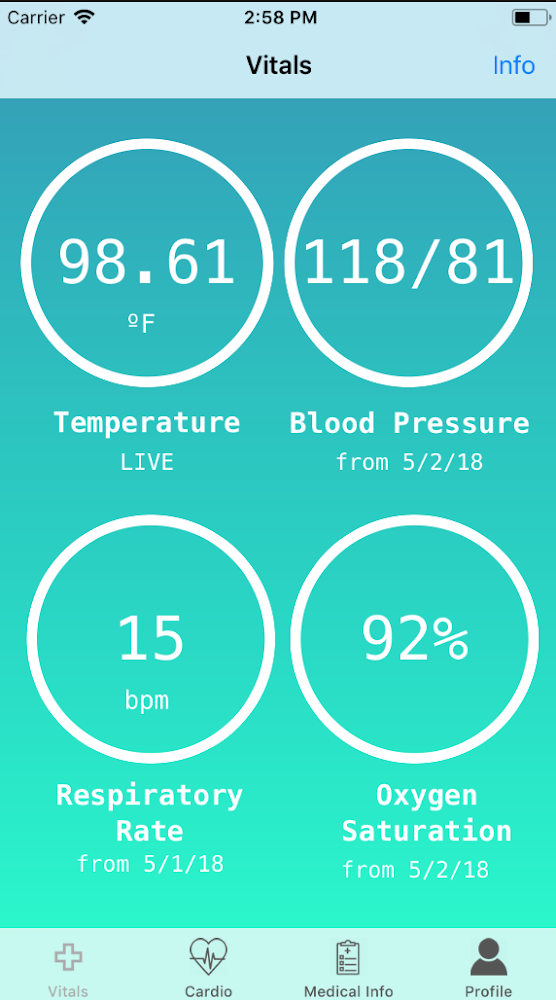 Carrier 2:58 PM
Vitals Info
98.61
ºF
Temperature
LIVE
118/81
Blood Pressure
from 5/2/18
15
bpm
Respiratory
Rate
from 5/1/18
92%
Oxygen
Saturation
from 5/2/18
Vitals Cardio Medical Info Profile